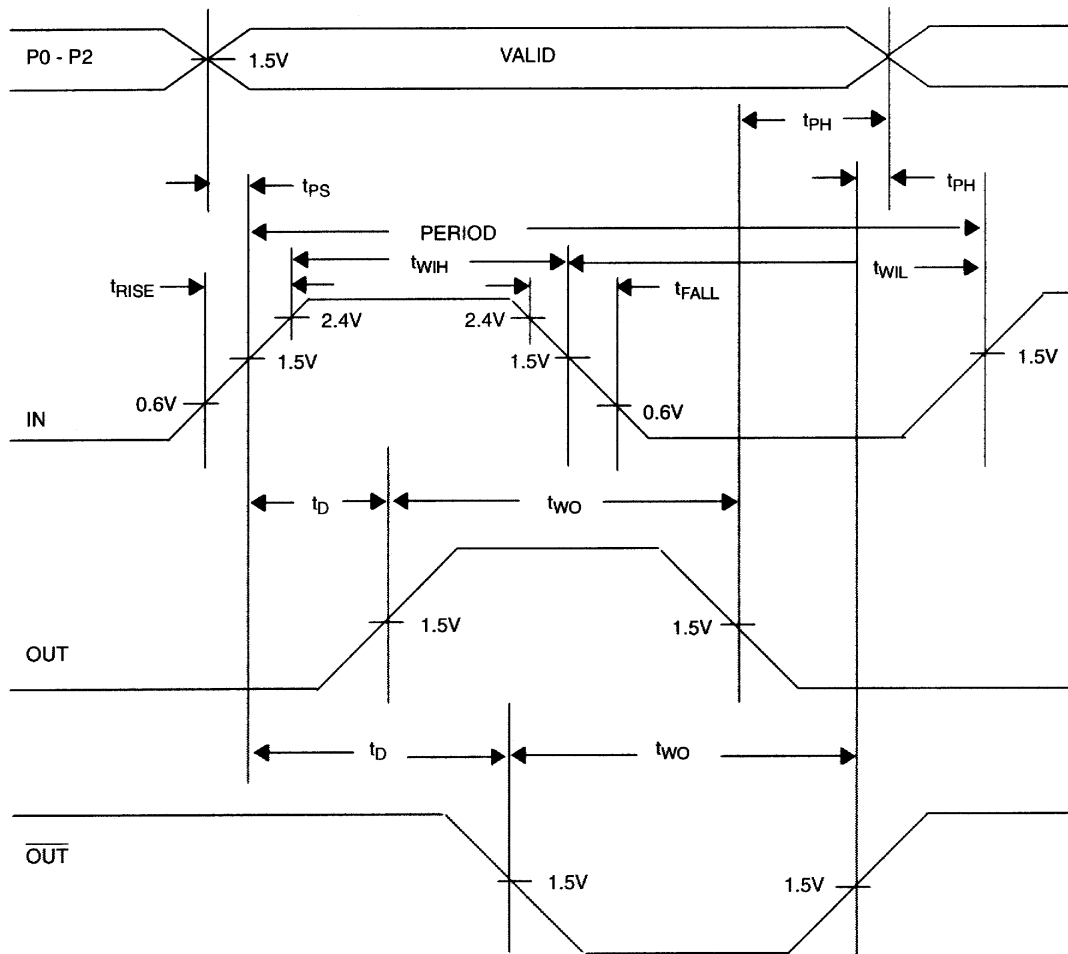 P0 - P2
1.5V
VALID
tPH
tPS
tPH
PERIOD
tWIH
tWIL
tRISE
tFALL
2.4V
2.4V
1.5V
1.5V
1.5V
0.6V
0.6V
IN
tD
tWO
1.5V
1.5V
OUT
tD
tWO
OUT
1.5V
1.5V